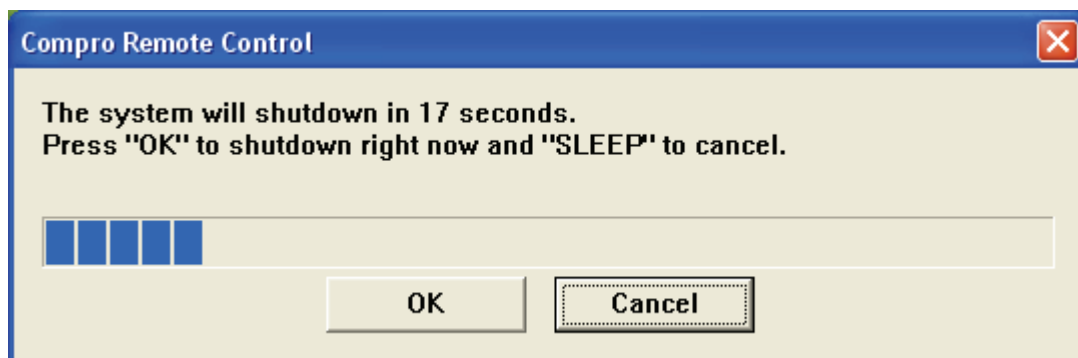 Compro Remote Control
The system will shutdown in 17 seconds.
Press "OK" to shutdown right now and "SLEEP" to cancel.
OK
Cancel